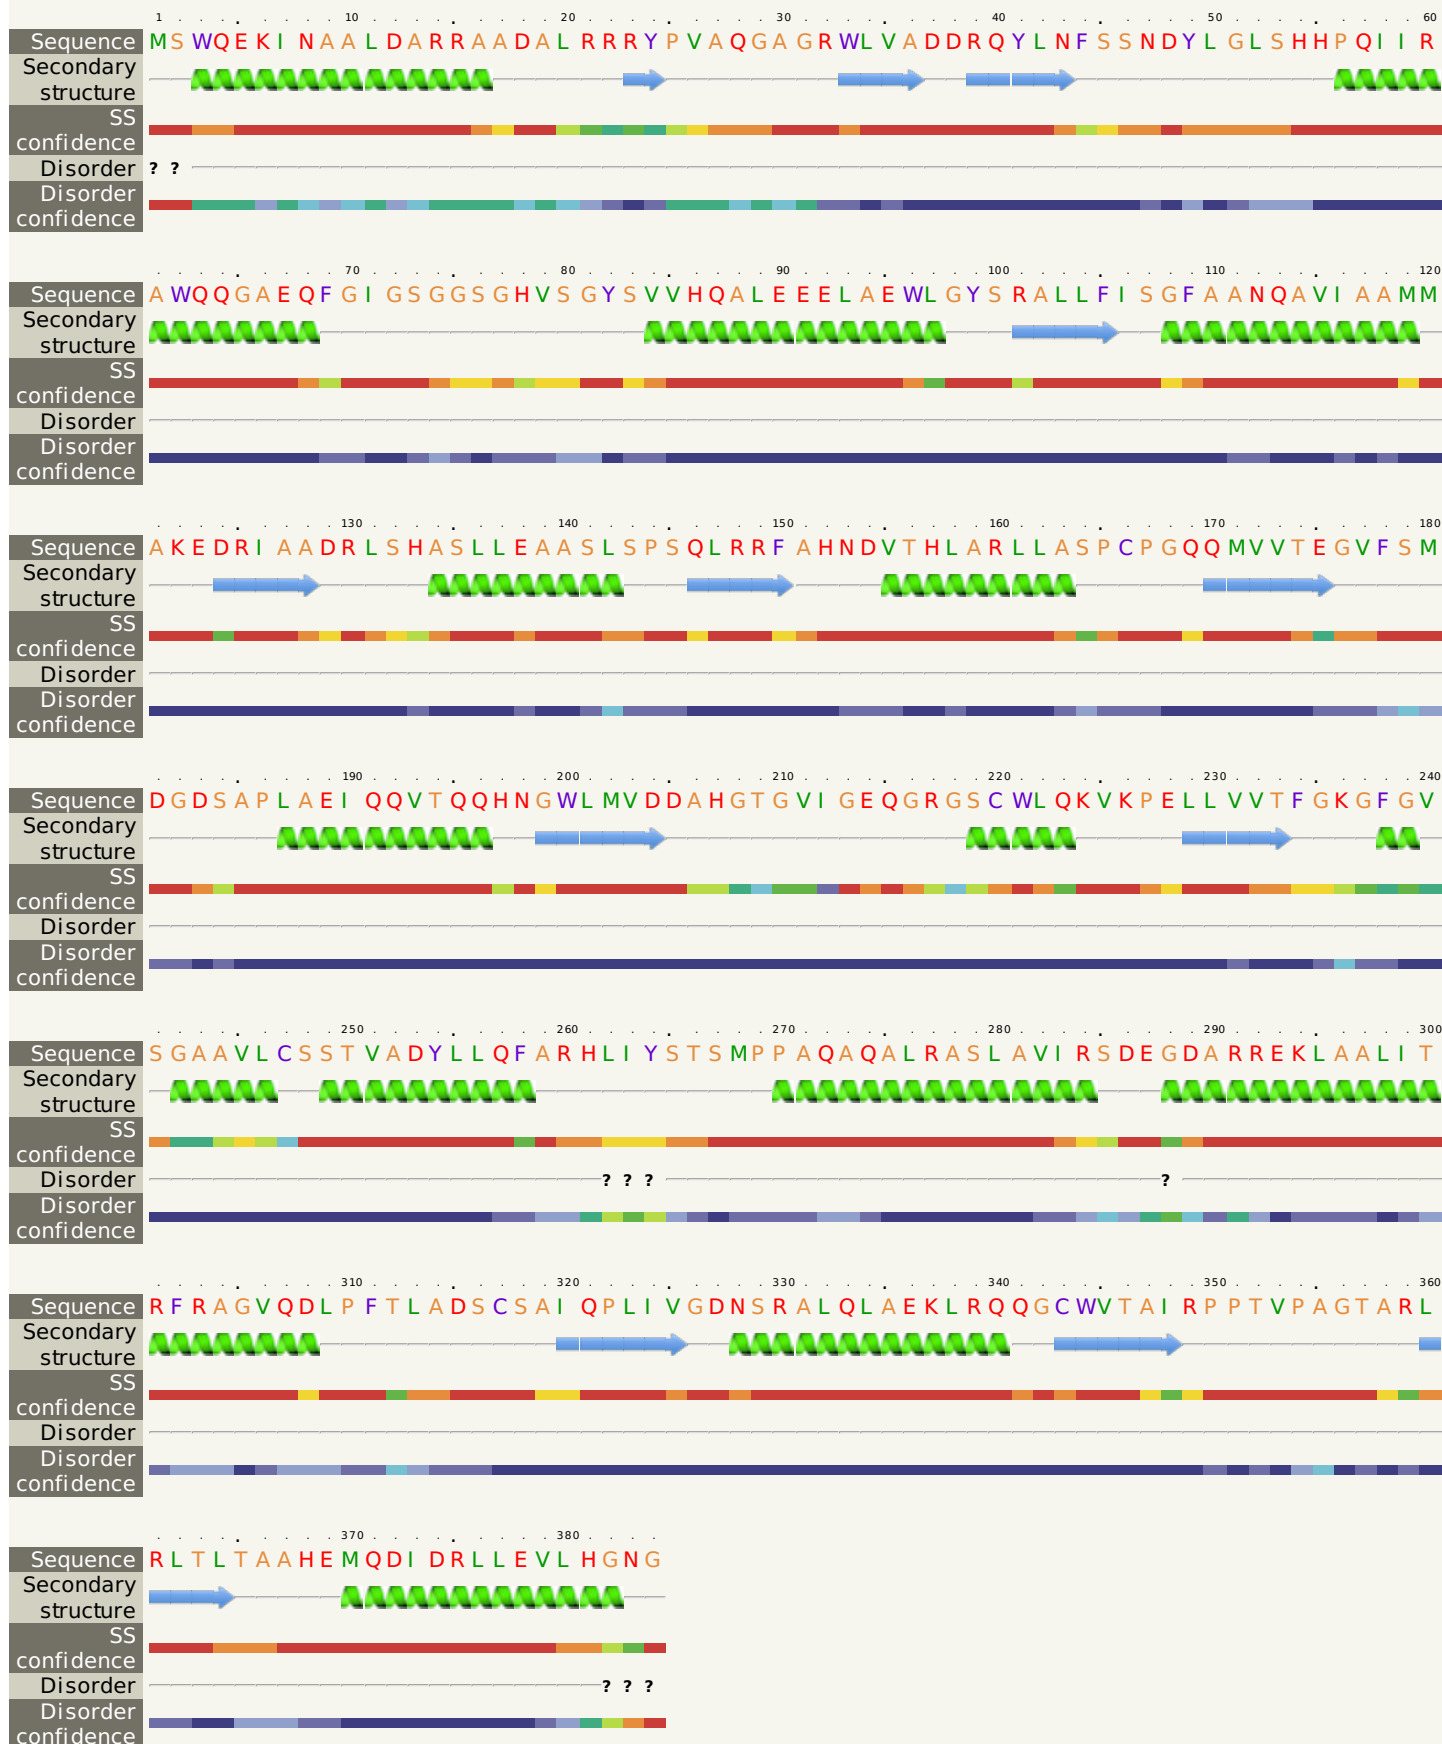 1 . . . . 10 . . . . 20 . . . . 30 . . . . 40 . . . . 50 . . . . 60
Sequence MSWQEKINAALDARRAADALRRRYPVAQGAGRWLVADDRQYLNFSSNDYLGLSHHPQIIR
Secondary
structure
SS
confidence
Disorder ? ?
Disorder
confidence
70 80 90 100 110 120
Sequence AWQQGAEQFGIGSGGSGHVSGYSVVHQALEEELAEWLGYSRALLFISGFAANQAVIAAMM
Secondary
structure
SS
confidence
Disorder
Disorder
confidence
130 140 150 160 170 180
Sequence AKEDRIAADRLSHASLLEAASLSPSQLRRFAHNDVTHLARLLASPCPGQQMVVTEGVFSM
Secondary
structure
SS
confidence
Disorder
Disorder
confidence
190 200 210 220 230 240
Sequence DGDSAPLAEIQQVTQQHNGWLMVDDAHGTGVIGEQGRGSCWLQKVKPELLVVTFGKGFGV
Secondary
structure
SS
confidence
Disorder
Disorder
confidence
250 260 270 280 290 300
Sequence SGAAVLCSSTVADYLLQFARHLIYSTSMPPAQAQALRASLAVIRSDEGDARREKLAALIT
Secondary
structure
SS
confidence
Disorder ? ? ? ?
Disorder
confidence
310 320 330 340 350 360
Sequence RFRAGVQDLPFTLADSCSAIQPLIVGDNSRALQLAEKLRQQGCWVTAIRPPTVPAGTARL
Secondary
structure
SS
confidence
Disorder
Disorder
confidence
370 380
Sequence RLTLTAAHEMQDIDRLLEVLHGNG
Secondary
structure
SS
confidence
Disorder ? ? ?
Disorder
confidence